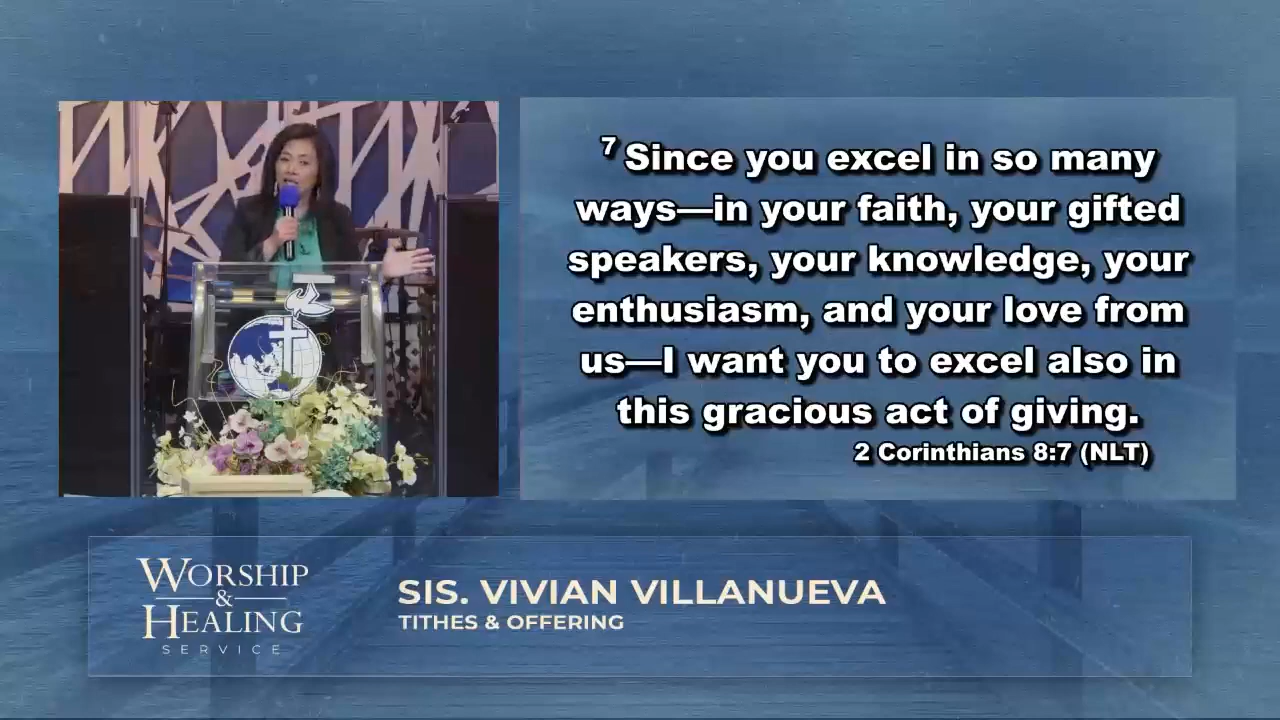 7 Since you excel in so many
ways—in your faith, your gifted
speakers, your knowledge, your
enthusiasm, and your love from
us—I want you to excel also in
this gracious act of giving.
2 Corinthians 8:7 (NLT)
WORSHIP
&
HEALING
SERVICE
SIS. VIVIAN VILLANUEVA
TITHES & OFFERING